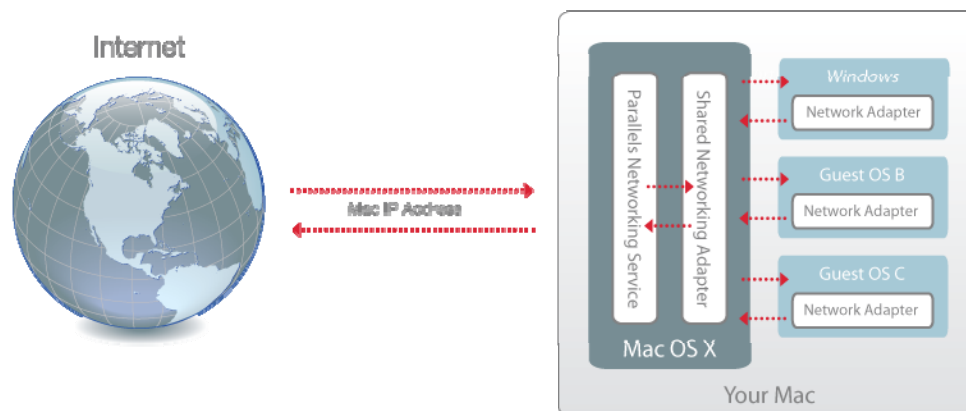 Internet
Mac IP Address
Parallels Networking Service
Shared Networking Adapter
Mac OS X
Windows
Network Adapter
Guest OS B
Network Adapter
Guest OS C
Network Adapter
Your Mac